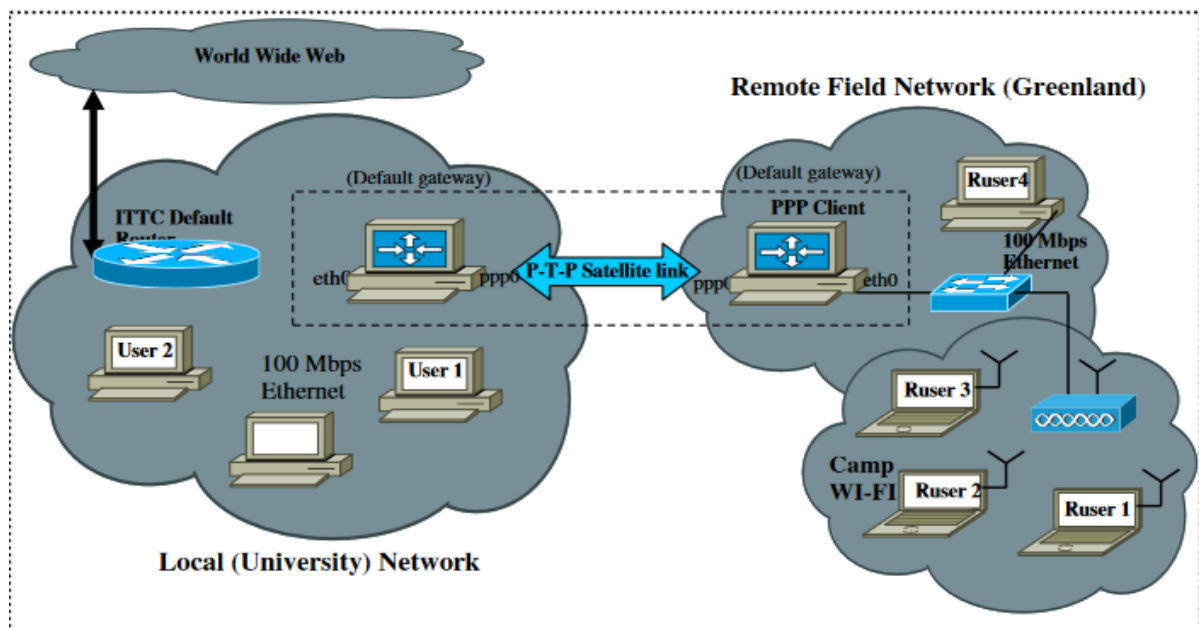 World Wide Web
Remote Field Network (Greenland)
(Default gateway)
(Default gateway)
Ruser4
ITTC Default
Router
PPP Client
100 Mbps
Ethernet
eth0
ppp0
P-T-P Satellite link
ppp0
eth0
User 2
100 Mbps
Ethernet
User 1
Ruser 3
Camp
WI-FI
Ruser 2
Ruser 1
Local (University) Network